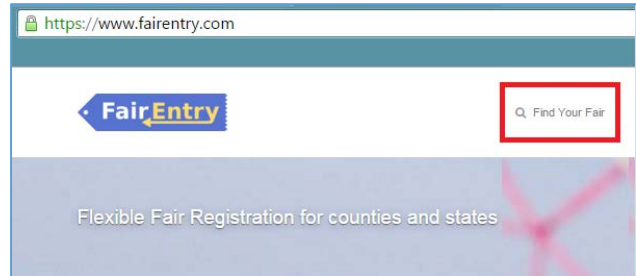 https://www.fairentry.com
FairEntry
Find Your Fair
Flexible Fair Registration for counties and states